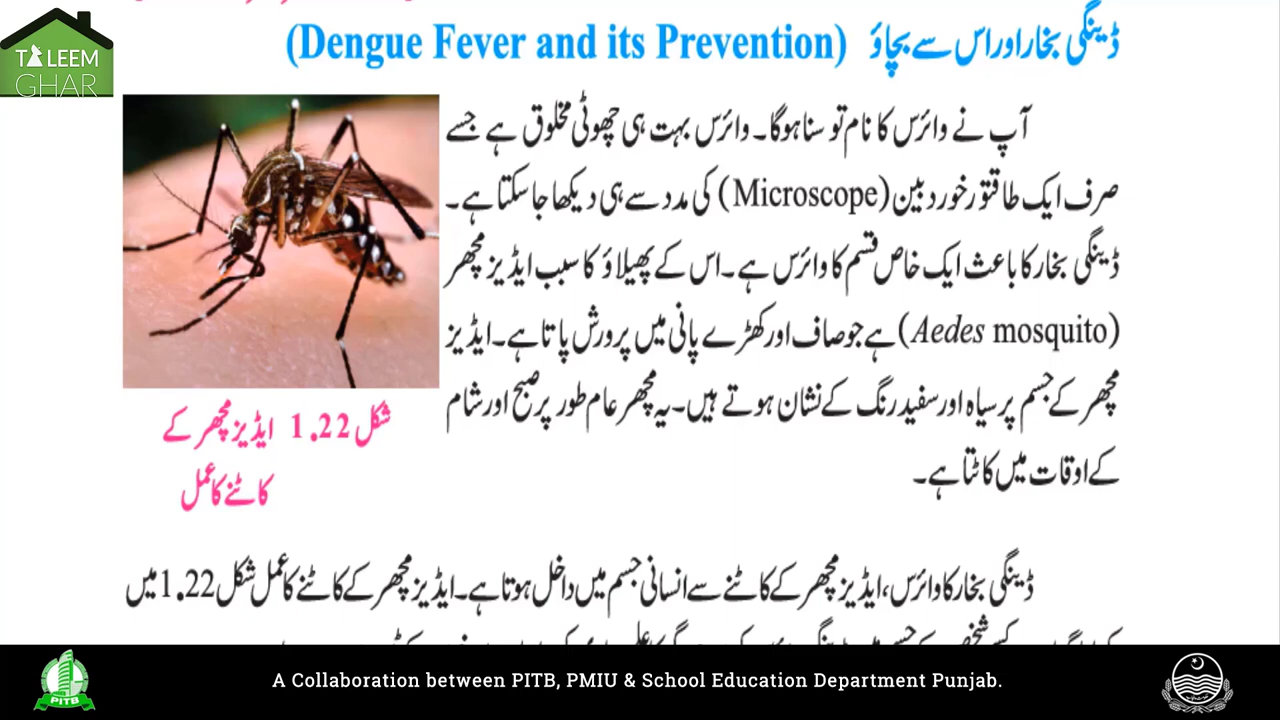 TALEEM
GHAR
ڈینگی بخار اور اس سے بچاؤ (Dengue Fever and its Prevention)
آپ نے وائرس کا نام تو سنا ہوگا۔ وائرس بہت ہی چھوٹی مخلوق ہے جسے
صرف ایک طاقتور خوردبین (Microscope) کی مدد سے ہی دیکھا جاسکتا ہے۔
ڈینگی بخار کا باعث ایک خاص قسم کا وائرس ہے۔ اس کے پھیلاؤ کا سبب ایڈیز مچھر
(Aedes mosquito) ہے جو صاف اور کھڑے پانی میں پرورش پاتا ہے۔ ایڈیز
مچھر کے جسم پر سیاہ اور سفید رنگ کے نشان ہوتے ہیں۔ یہ مچھر عام طور پر صبح اور شام
کے اوقات میں کاٹتا ہے۔
شکل 1.22 ایڈیز مچھر کے
کاٹنے کا عمل
ڈینگی بخار کا وائرس، ایڈیز مچھر کے کاٹنے سے انسانی جسم میں داخل ہوتا ہے۔ ایڈیز مچھر کے کاٹنے کا عمل شکل 1.22 میں
PITB
A Collaboration between PITB, PMIU & School Education Department Punjab.